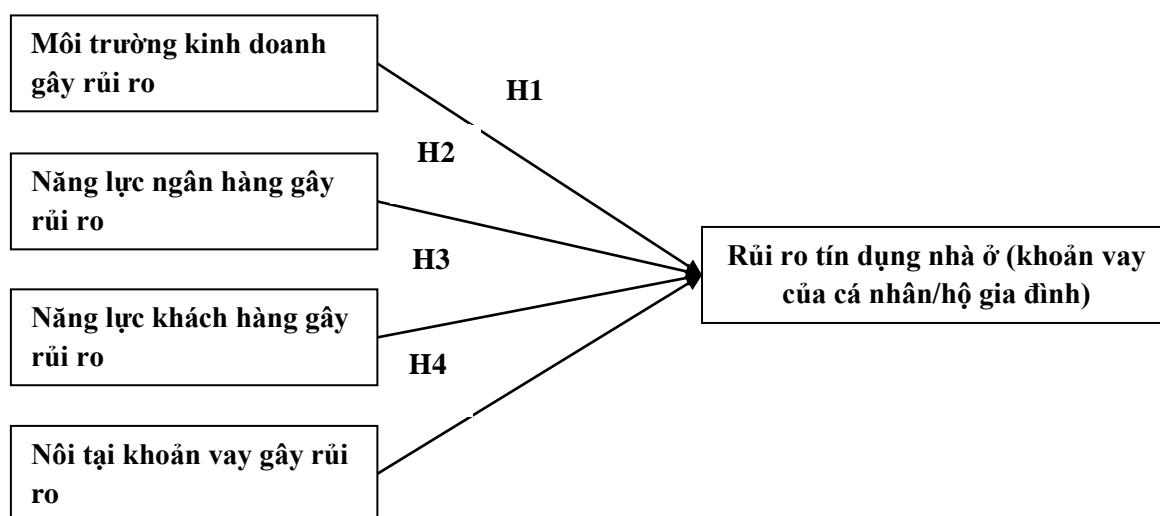 Môi trường kinh doanh
gây rủi ro
H1
H2
Năng lực ngân hàng gây
rủi ro
H3
Rủi ro tín dụng nhà ở (khoản vay
của cá nhân/hộ gia đình)
Năng lực khách hàng gây
rủi ro
H4
Nôi tại khoản vay gây rủi
ro